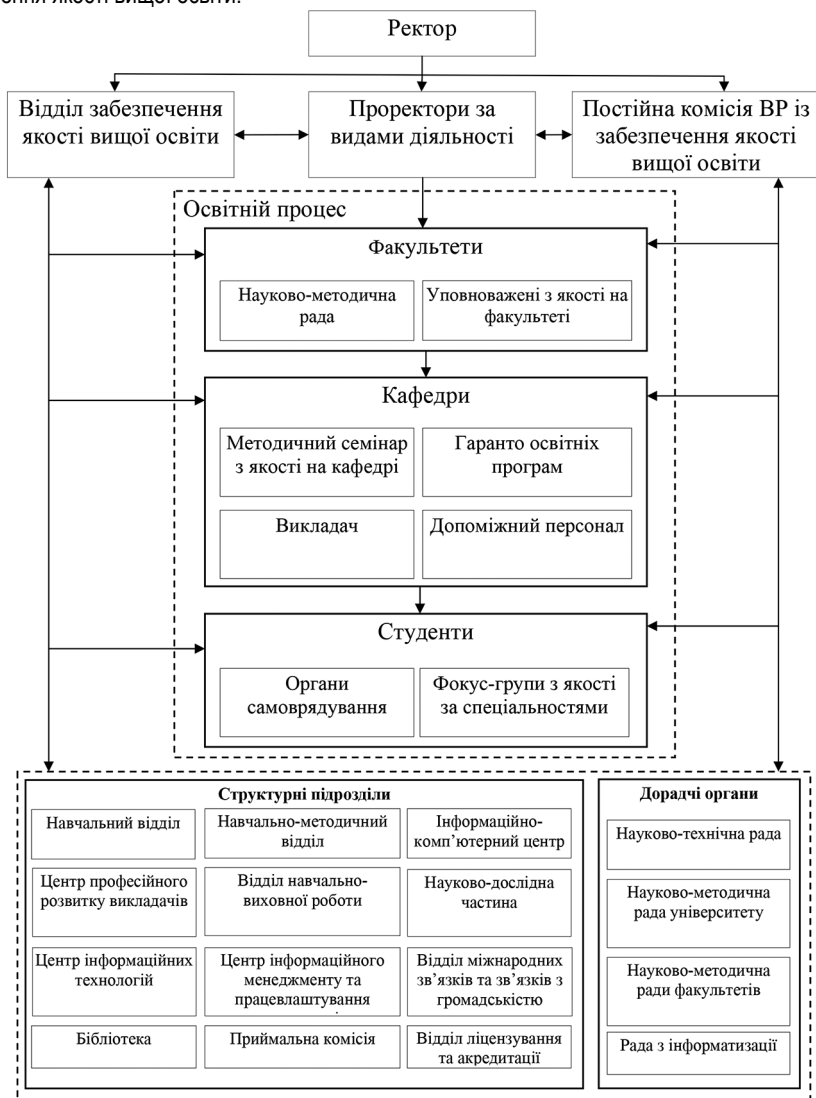 ення якості вищої освіти.
Ректор
Відділ забезпечення
якості вищої освіти
Проректори за
видами діяльності
Постійна комісія ВР із
забезпечення якості
вищої освіти
Освітній процес
Факультети
Науково-методична
рада
Уповноважені з якості на
факультеті
Кафедри
Методичний семінар
з якості на кафедрі
Гаранто освітніх
програм
Викладач
Допоміжний персонал
Студенти
Органи
самоврядування
Фокус-групи з якості
за спеціальностями
Структурні підрозділи
Навчальний відділ
Навчально-методичний
відділ
Інформаційно-
комп’ютерний центр
Центр професійного
розвитку викладачів
Відділ навчально-
виховної роботи
Науково-дослідна
частина
Центр інформаційних
технологій
Центр інформаційного
менеджменту та
працевлаштування
Відділ міжнародних
зв’язків та зв’язків з
громадськістю
Бібліотека
Приймальна комісія
Відділ ліцензування
та акредитації
Дорадчі органи
Науково-технічна рада
Науково-методична
рада університету
Науково-методична
ради факультетів
Рада з інформатизації